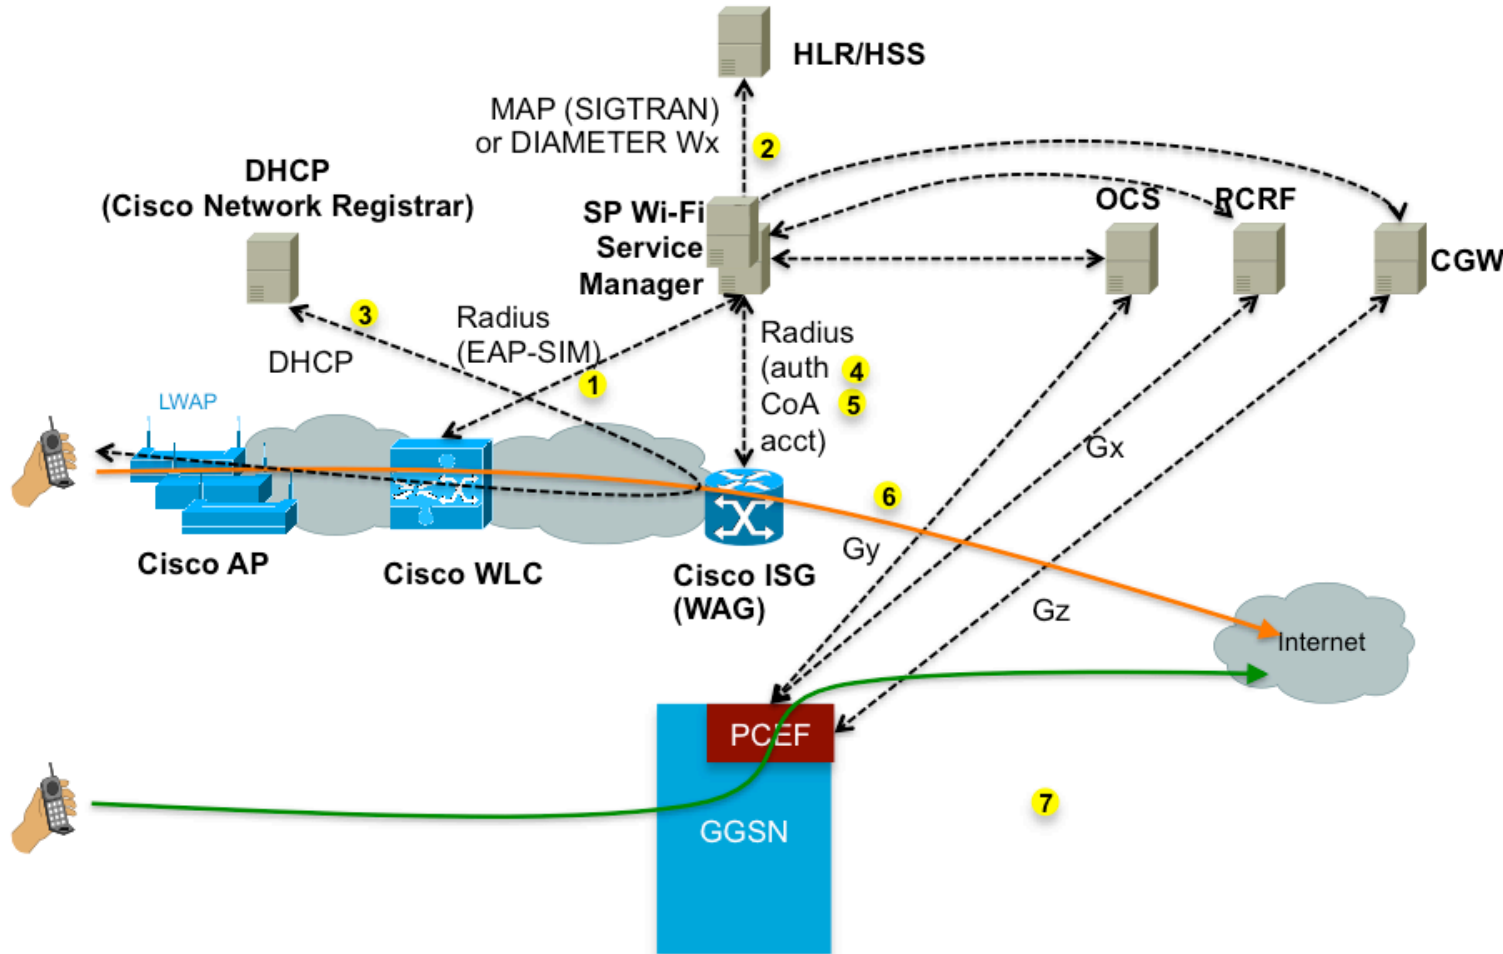 HLR/HSS
MAP (SIGTRAN)
or DIAMETER Wx
2
DHCP
(Cisco Network Registrar)
SP Wi-Fi
Service
Manager
OCS
PCRF
CGW
3
Radius
(EAP-SIM)
DHCP
1
Radius
(auth 4
CoA 5
acct)
LWAP
Gx
6
Gy
Cisco AP
Cisco WLC
Cisco ISG
(WAG)
Gz
Internet
PCEF
7
GGSN